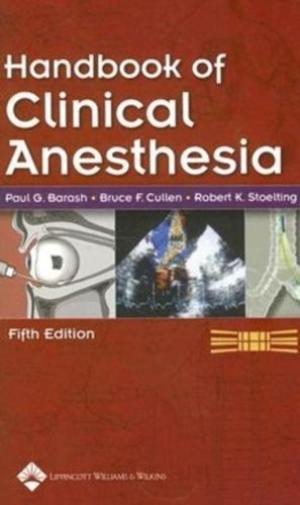 Handbook of
Clinical
Anesthesia
Paul G. Barash • Bruce F. Cullen • Robert K. Stoelting
Fifth Edition
LIPPINCOTT WILLIAMS & WILKINS